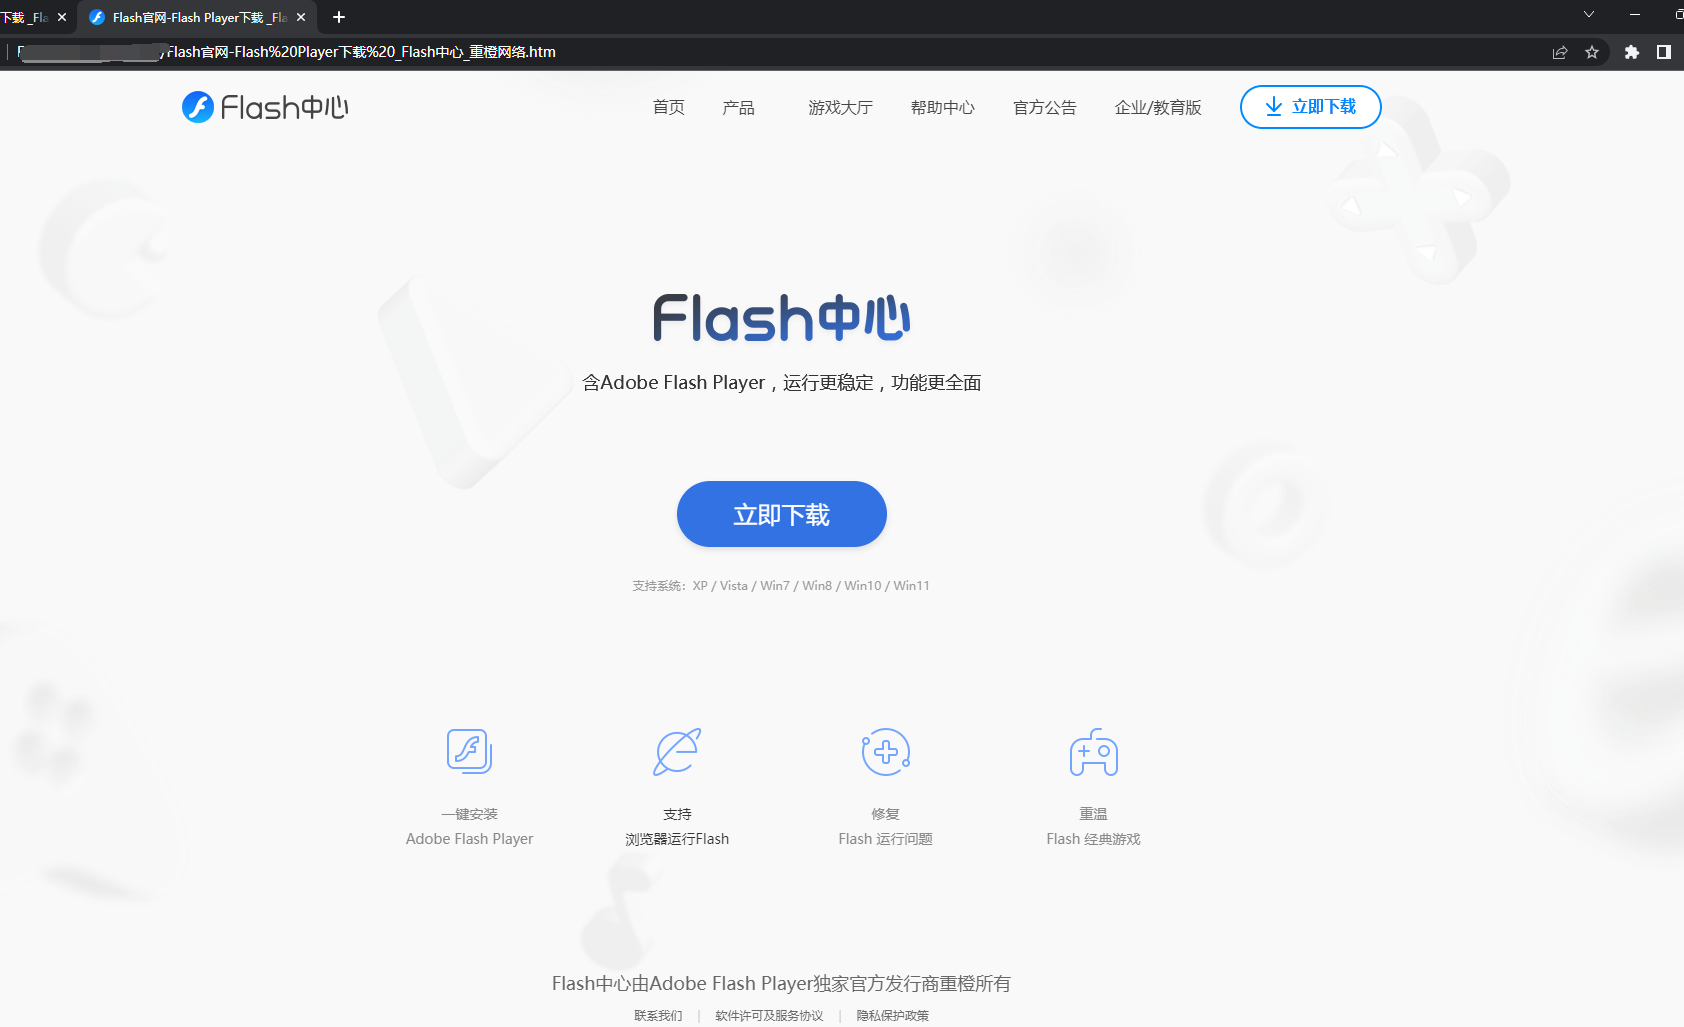 下载 _Fla
Flash官网-Flash Player下载 _Fla
Flash官网-Flash%20Player下载%20_Flash中心_重橙网络.htm
Flash中心
首页 产品 游戏大厅 帮助中心 官方公告 企业/教育版 立即下载
Flash中心
含Adobe Flash Player，运行更稳定，功能更全面
立即下载
支持系统：XP / Vista / Win7 / Win8 / Win10 / Win11
一键安装
Adobe Flash Player
支持
浏览器运行Flash
修复
Flash 运行问题
重温
Flash 经典游戏
Flash中心由Adobe Flash Player独家官方发行商重橙所有
联系我们 | 软件许可及服务协议 | 隐私保护政策